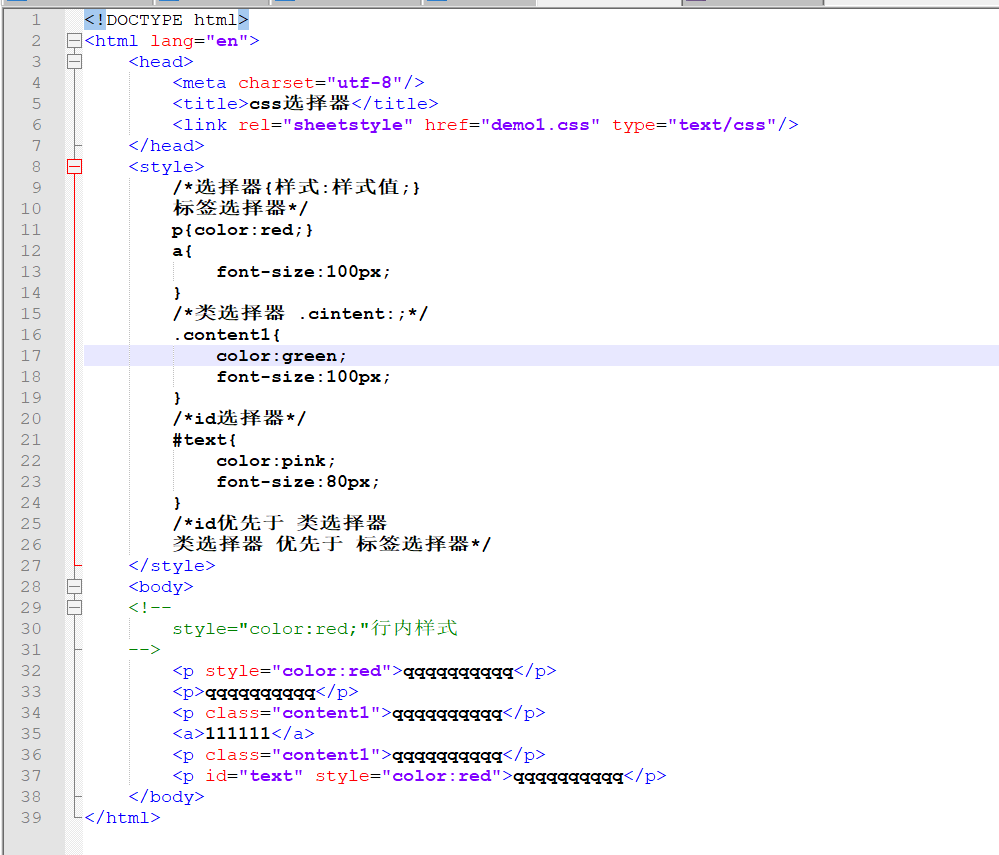 1 <!DOCTYPE html>
2 <html lang="en">
3 <head>
4 <meta charset="utf-8"/>
5 <title>css选择器</title>
6 <link rel="sheetstyle" href="demo1.css" type="text/css"/>
7 </head>
8 <style>
9 /*选择器{样式:样式值;}
10 标签选择器*/
11 p{color:red;}
12 a{
13 font-size:100px;
14 }
15 /*类选择器 .cintent:;*/
16 .content1{
17 color:green;
18 font-size:100px;
19 }
20 /*id选择器*/
21 #text{
22 color:pink;
23 font-size:80px;
24 }
25 /*id优先于 类选择器
26 类选择器 优先于 标签选择器*/
27 </style>
28 <body>
29 <!--
30 style="color:red;"行内样式
31 -->
32 <p style="color:red">qqqqqqqqqq</p>
33 <p>qqqqqqqqqq</p>
34 <p class="content1">qqqqqqqqqq</p>
35 <a>111111</a>
36 <p class="content1">qqqqqqqqqq</p>
37 <p id="text" style="color:red">qqqqqqqqqq</p>
38 </body>
39 </html>